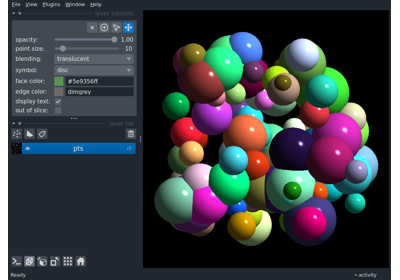 File View Plugins Window Help
layer controls
opacity: 1.00
point size: 10
blending: translucent
symbol: disc
face color: #5e9356ff
edge color: dimgrey
display text:
out of slice:
layer list
pts
Ready
activity